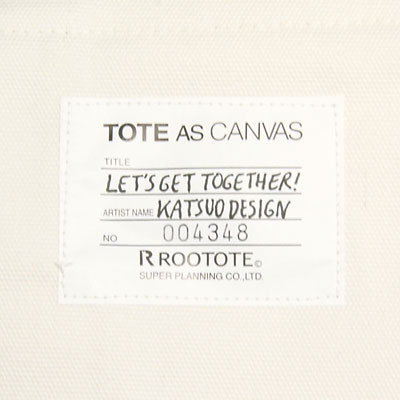 TOTE AS CANVAS
TITLE
LET'S GET TOGETHER!
ARTIST NAME KATSUO DESIGN
NO 004348
R ROOTOTE©
SUPER PLANNING CO.,LTD.